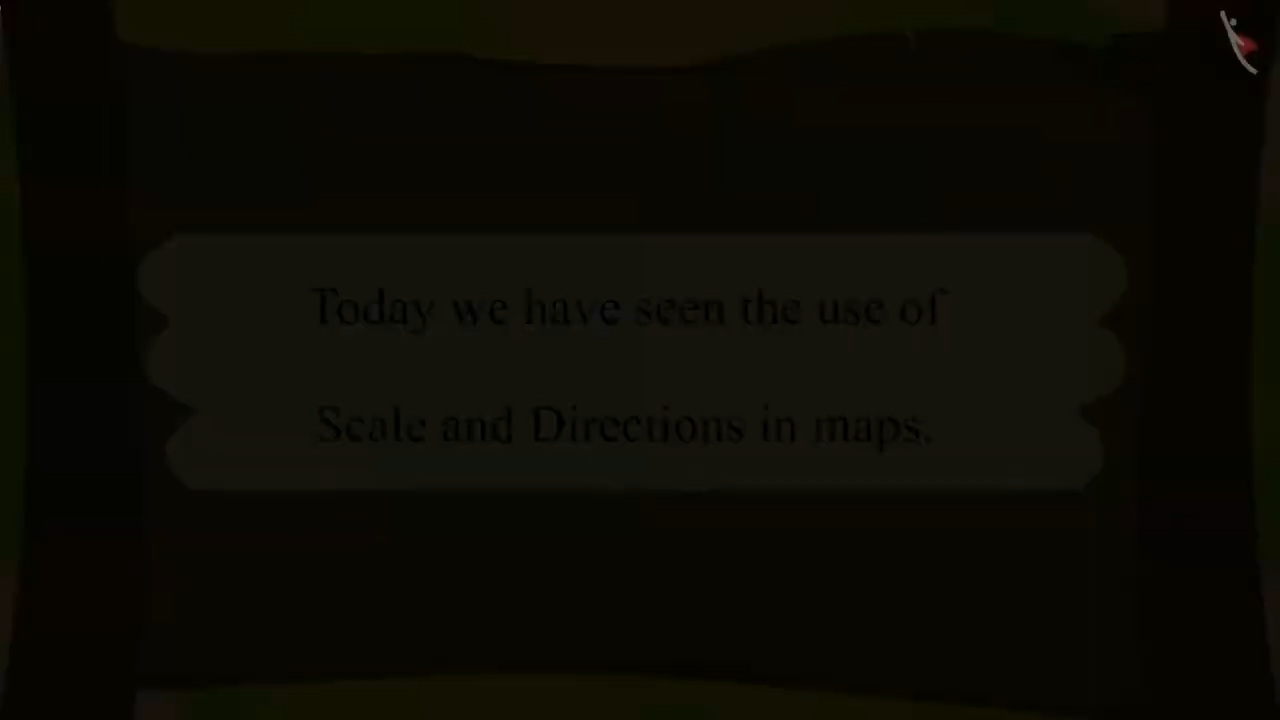 Today we have seen the use of
Scale and Directions in maps.